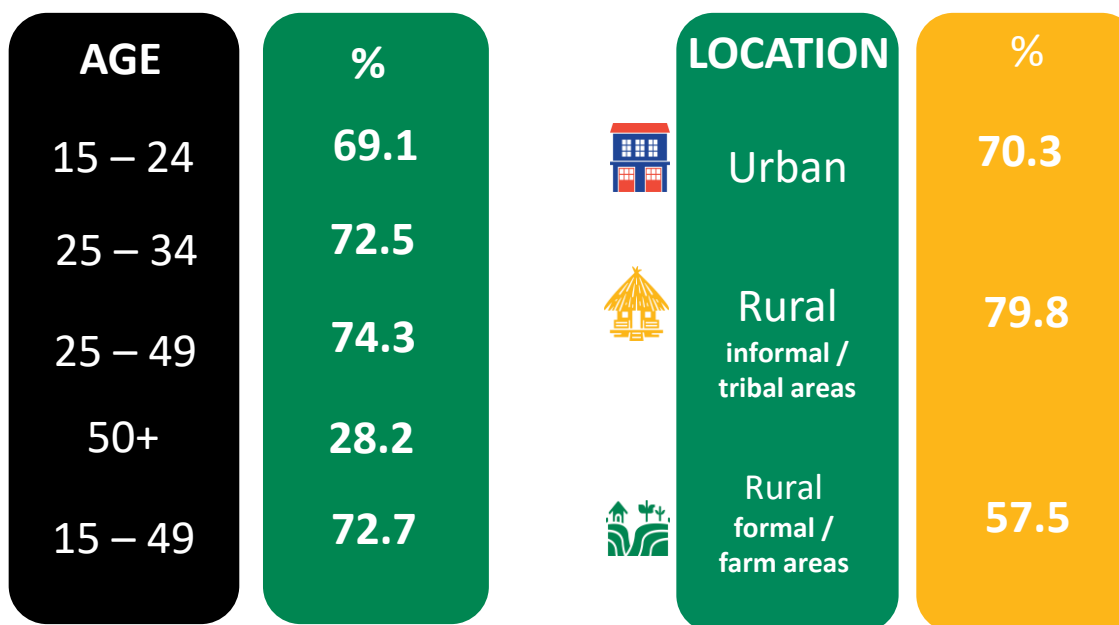 AGE %
15 – 24 69.1
25 – 34 72.5
25 – 49 74.3
50+ 28.2
15 – 49 72.7
LOCATION %
Urban 70.3
Rural 79.8
informal /
tribal areas
Rural 57.5
formal /
farm areas